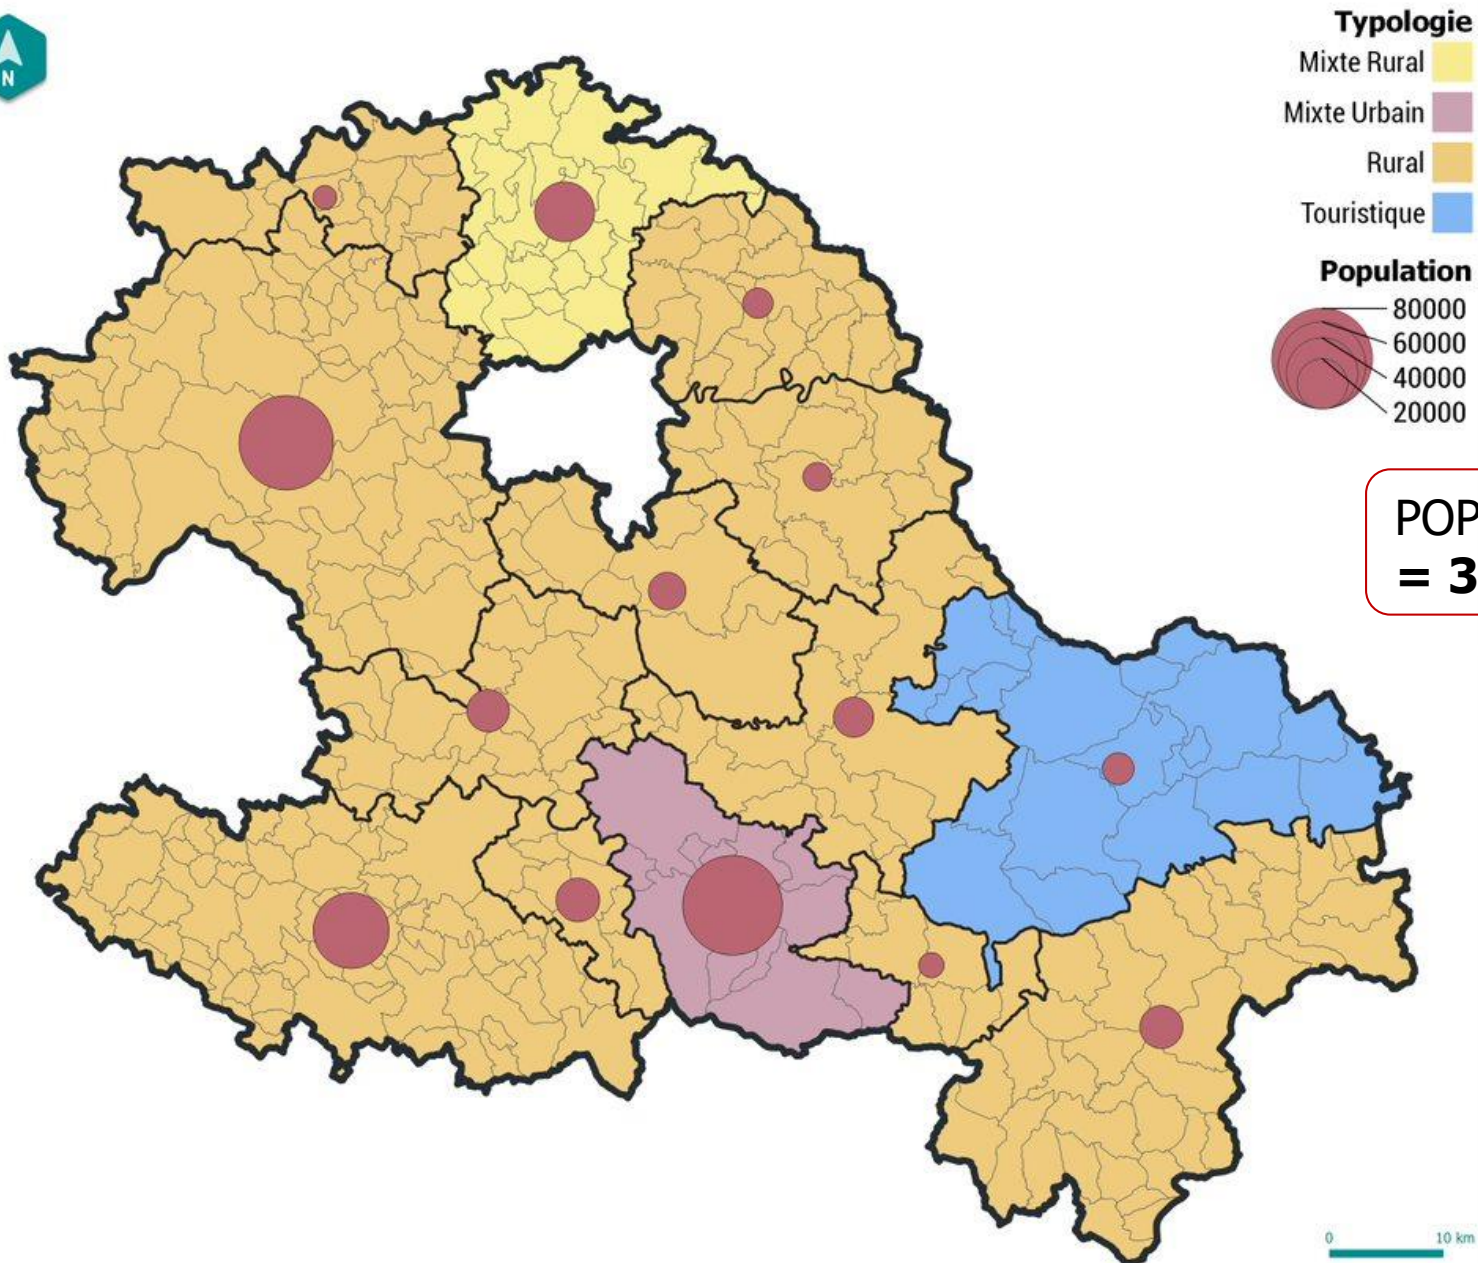 N
Typologie
Mixte Rural
Mixte Urbain
Rural
Touristique
Population
80000
60000
40000
20000
POP
= 3
0 10 km